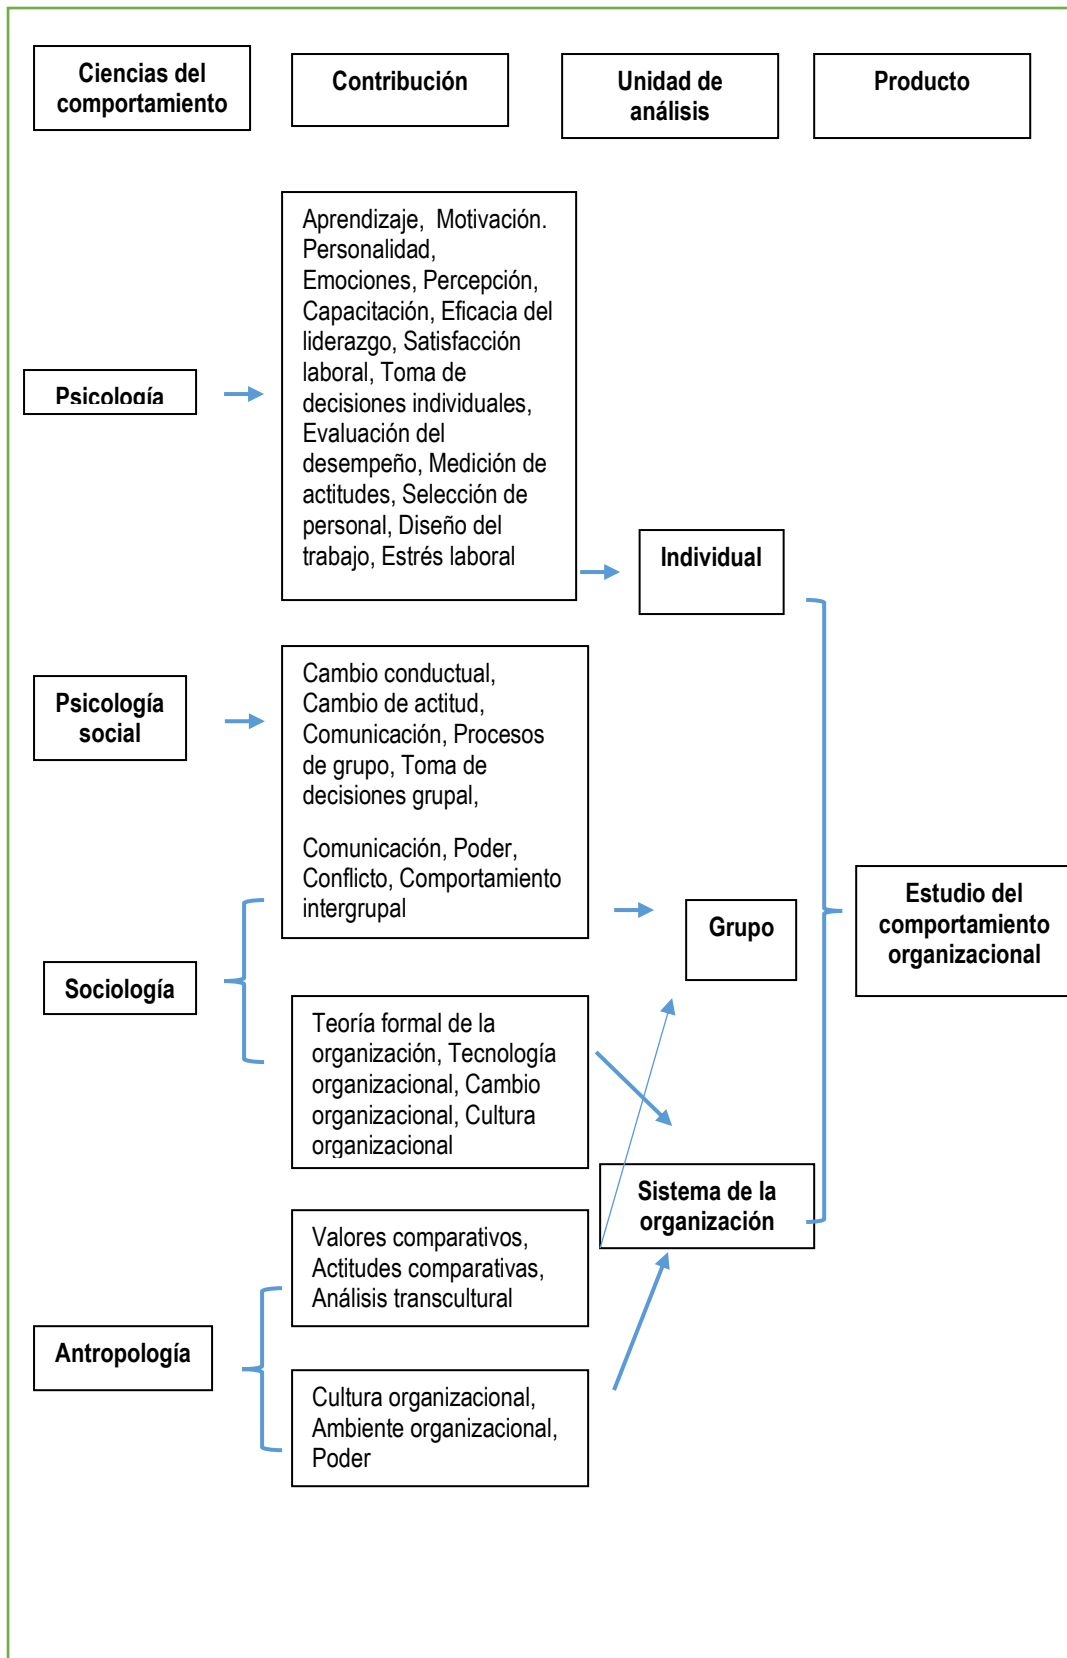 Ciencias del
comportamiento
Contribución
Unidad de
análisis
Producto
Aprendizaje, Motivación.
Personalidad,
Emociones, Percepción,
Capacitación, Eficacia del
liderazgo, Satisfacción
laboral, Toma de
decisiones individuales,
Evaluación del
desempeño, Medición de
actitudes, Selección de
personal, Diseño del
trabajo, Estrés laboral
Psicología
Individual
Psicología
social
Cambio conductual,
Cambio de actitud,
Comunicación, Procesos
de grupo, Toma de
decisiones grupal,
Comunicación, Poder,
Conflicto, Comportamiento
intergrupal
Grupo
Estudio del
comportamiento
organizacional
Sociología
Teoría formal de la
organización, Tecnología
organizacional, Cambio
organizacional, Cultura
organizacional
Sistema de la
organización
Valores comparativos,
Actitudes comparativas,
Análisis transcultural
Antropología
Cultura organizacional,
Ambiente organizacional,
Poder